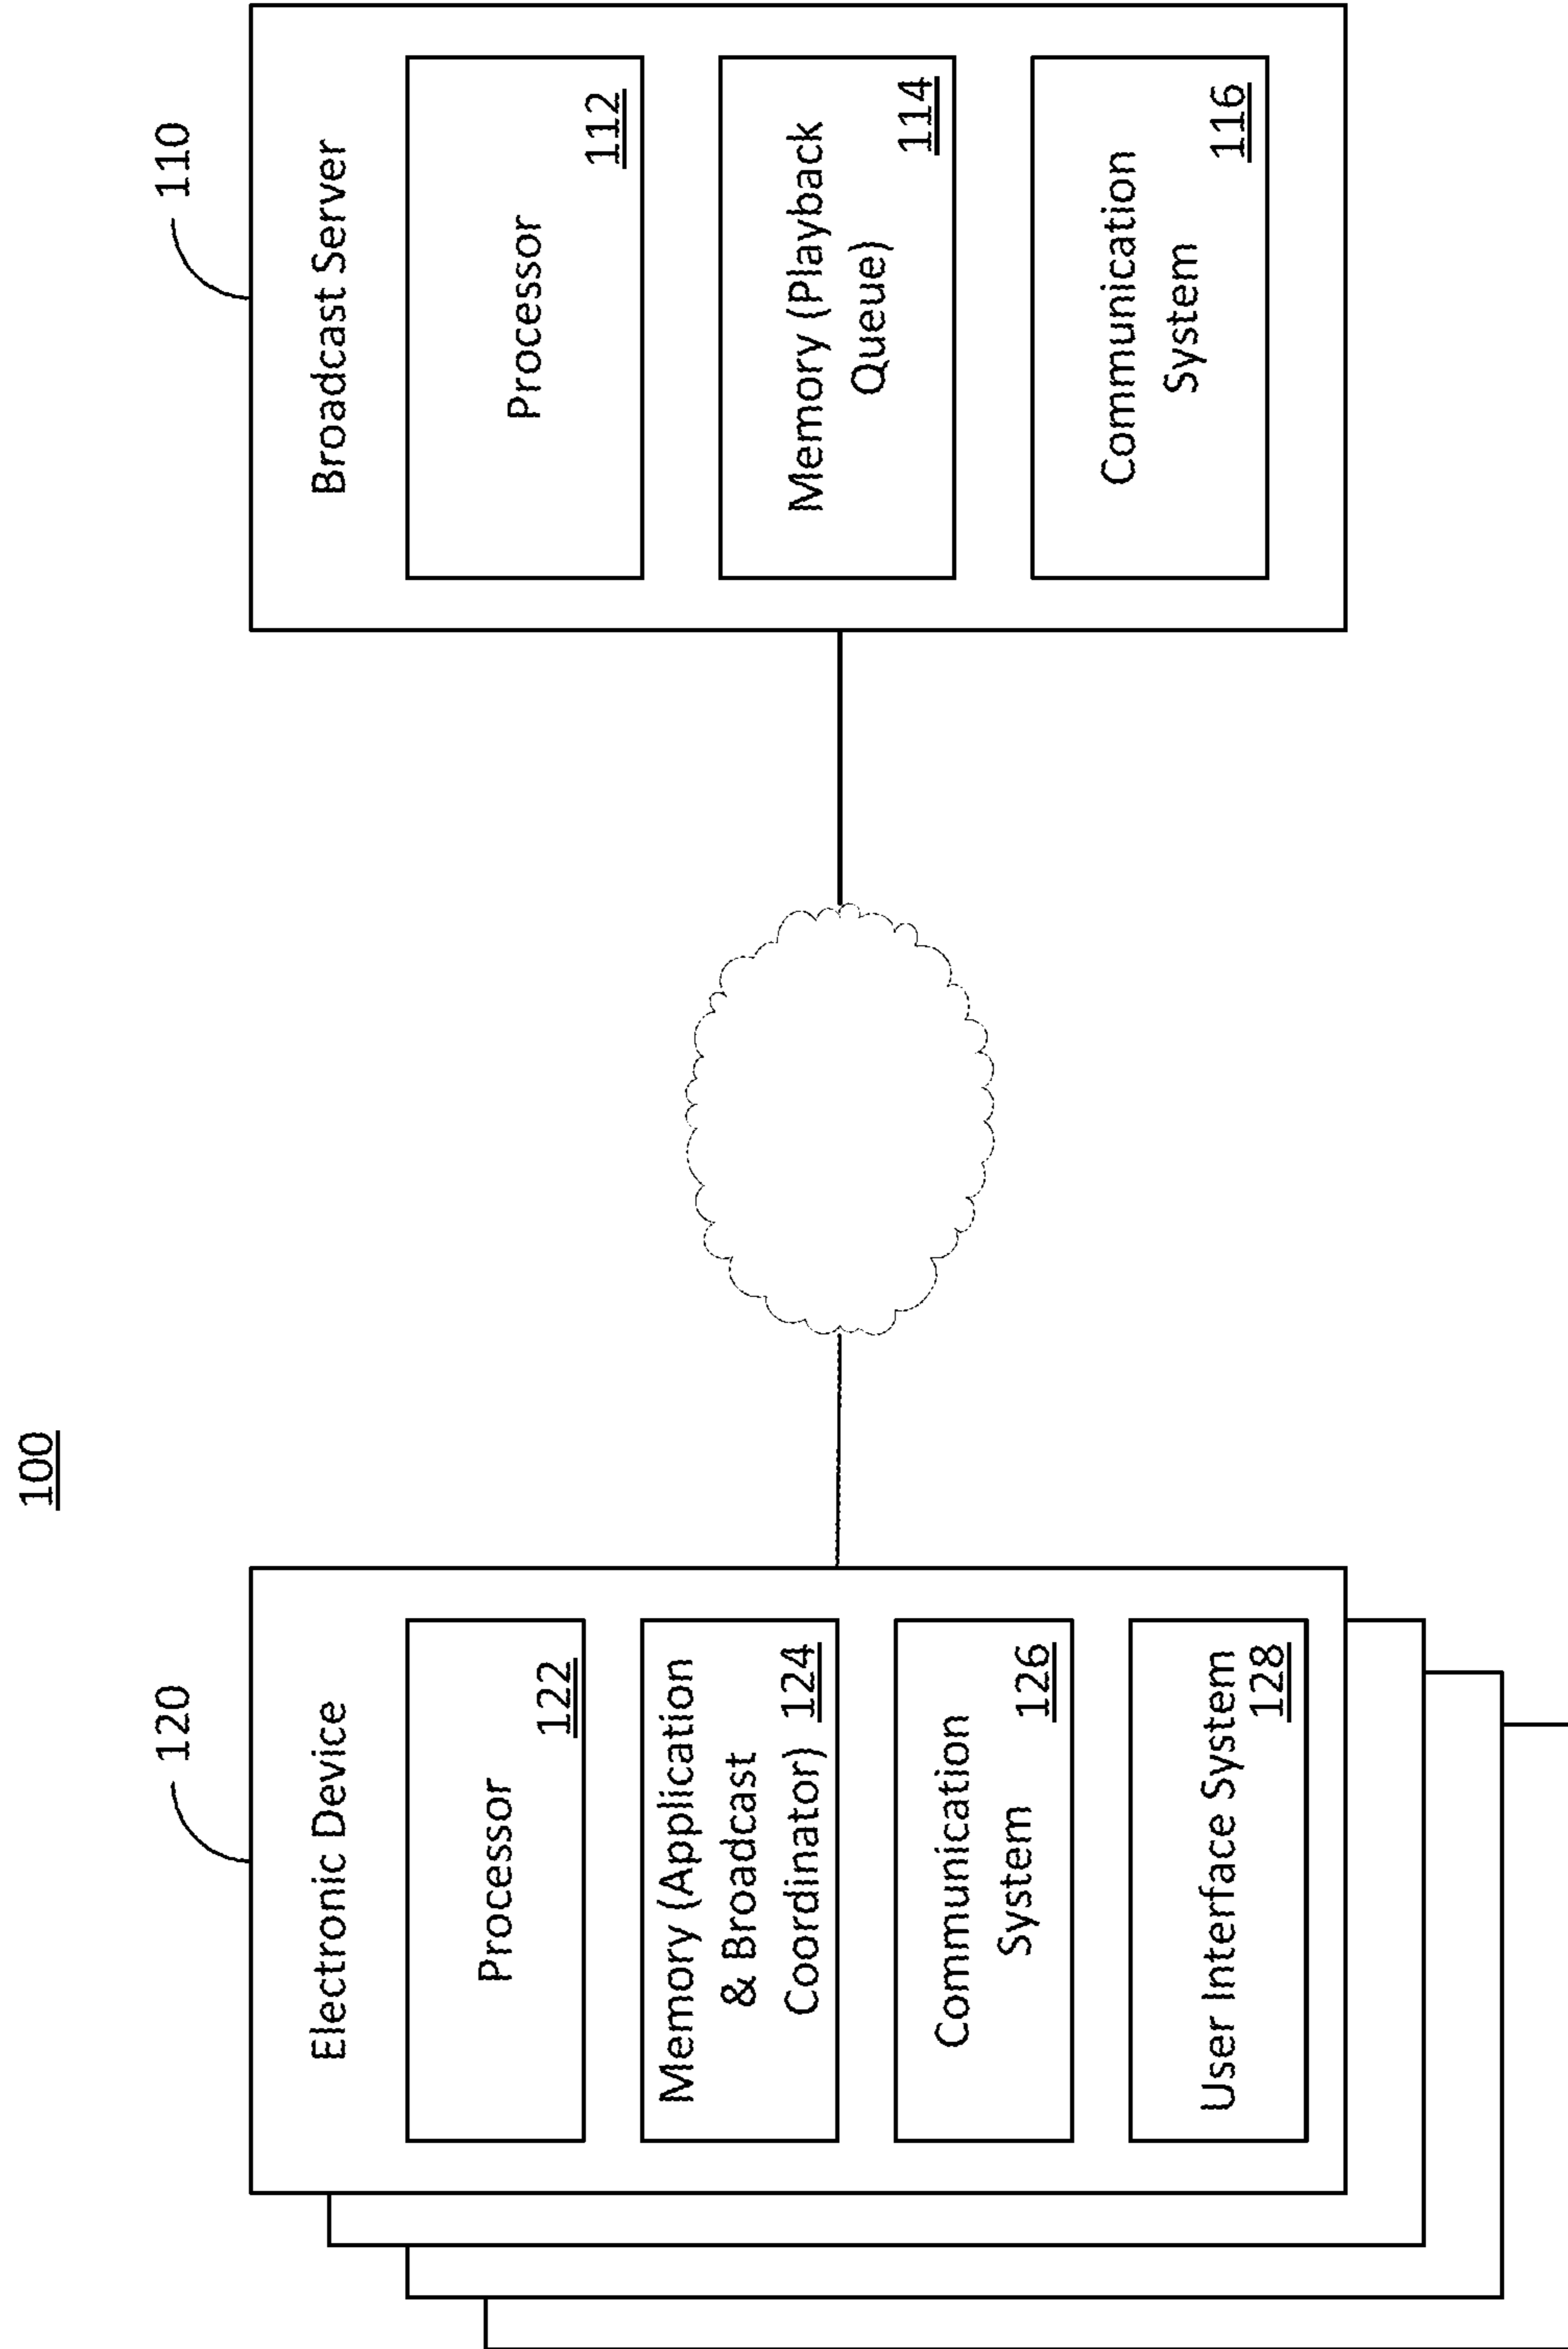 100
120
Electronic Device
Processor
122
Memory (Application
& Broadcast
Coordinator)
124
Communication
System
126
User Interface System
128
110
Broadcast Server
Processor
112
Memory (Playback
Queue)
114
Communication
System
116